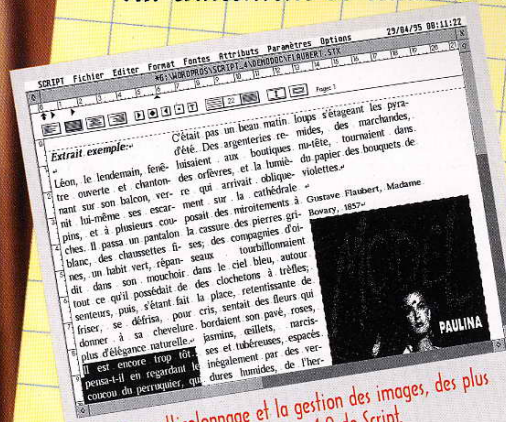 SCRIPT Fichier Editer Format Fontes Attributs Paramètres Options 29/04/95 08:11:22
*G:\WORDPROS\SCRIPT_4\DEMODOC\FLAUBERT.STX
Page: 1
Extrait exemple:
Léon, le lendemain, fenê-
tre ouverte et chanton-
nant sur son balcon, ver-
nit lui-même ses escar-
pins, et à plusieurs cou-
ches. Il passa un pantalon
blanc, des chaussettes fi-
nes, un habit vert, répan-
dit dans son mouchoir
tout ce qu'il possédait de
senteurs, puis, s'étant fait
friser, se défrisa, pour
donner à sa chevelure
plus d'élégance naturelle.
Il est encore trop tôt!
pensa-t-il en regardant le
coucou du perruquier, qui
C'était pas un beau matin
d'été. Des argenteries re-
luisaient aux boutiques
des orfèvres, et la lumiè-
re qui arrivait oblique-
ment sur la cathédrale
posait des miroitements à
la cassure des pierres gri-
ses; des compagnies d'oi-
seaux tourbillonnaient
dans le ciel bleu, autour
des clochetons à trèfles;
la place, retentissante de
cris, sentait des fleurs qui
bordaient son pavé, roses,
jasmins, œillets, narcis-
ses et tubéreuses, espacés
inégalement par des ver-
dures humides, de l'her-
loups s'étageant les pyra-
mides, des marchandes,
nu-tête, tournaient dans
du papier des bouquets de
violettes.
Gustave Flaubert, Madame
Bovary, 1857
PAULINA
et la gestion des images, des plus
de Script.